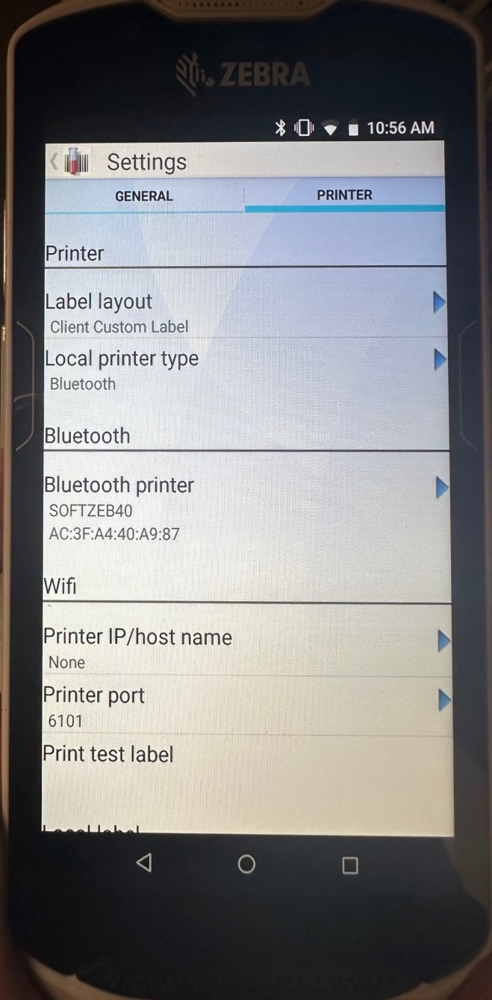 ZEBRA
10:56 AM
Settings
GENERAL
PRINTER
Printer
Label layout
Client Custom Label
Local printer type
Bluetooth
Bluetooth
Bluetooth printer
SOFTZEB40
AC:3F:A4:40:A9:87
Wifi
Printer IP/host name
None
Printer port
6101
Print test label